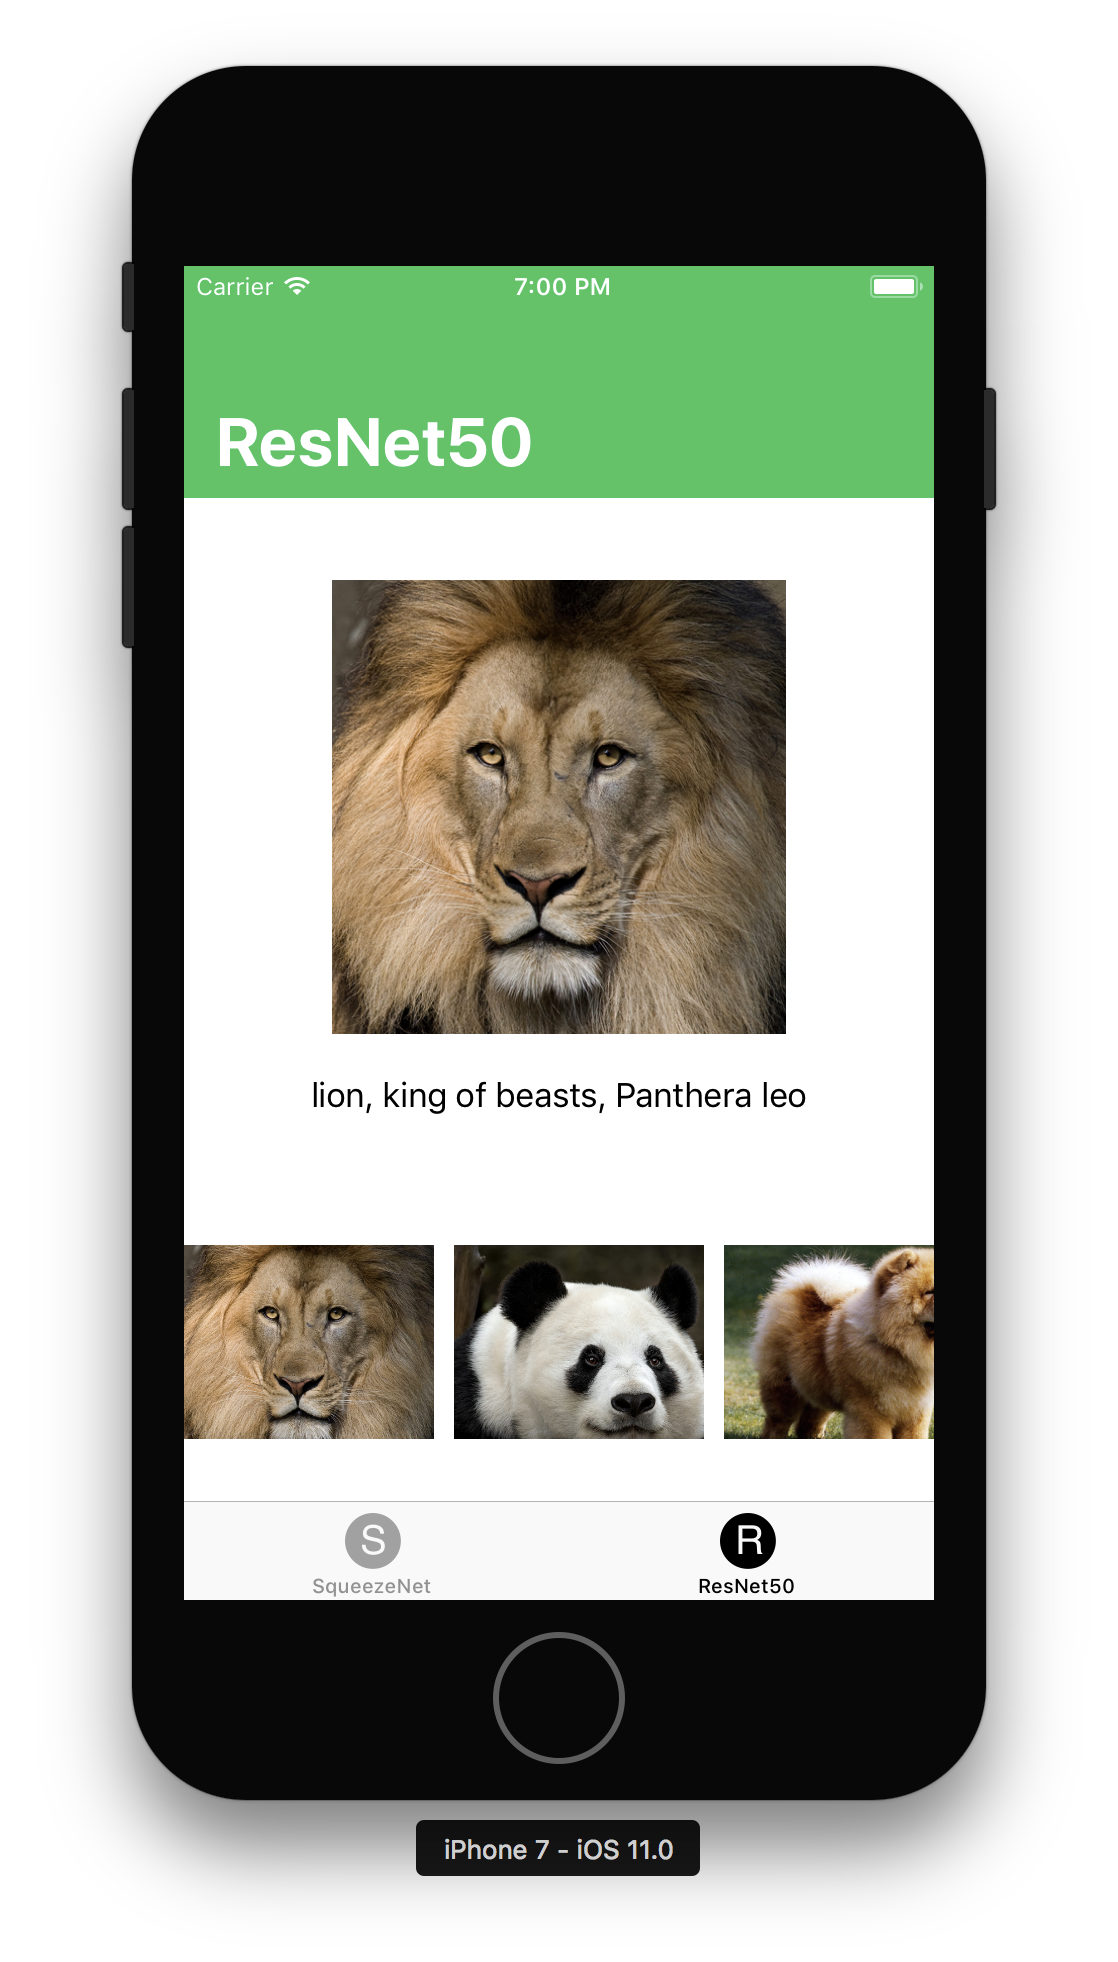 Carrier 7:00 PM
ResNet50
lion, king of beasts, Panthera leo
S R
SqueezeNet ResNet50
iPhone 7 - iOS 11.0